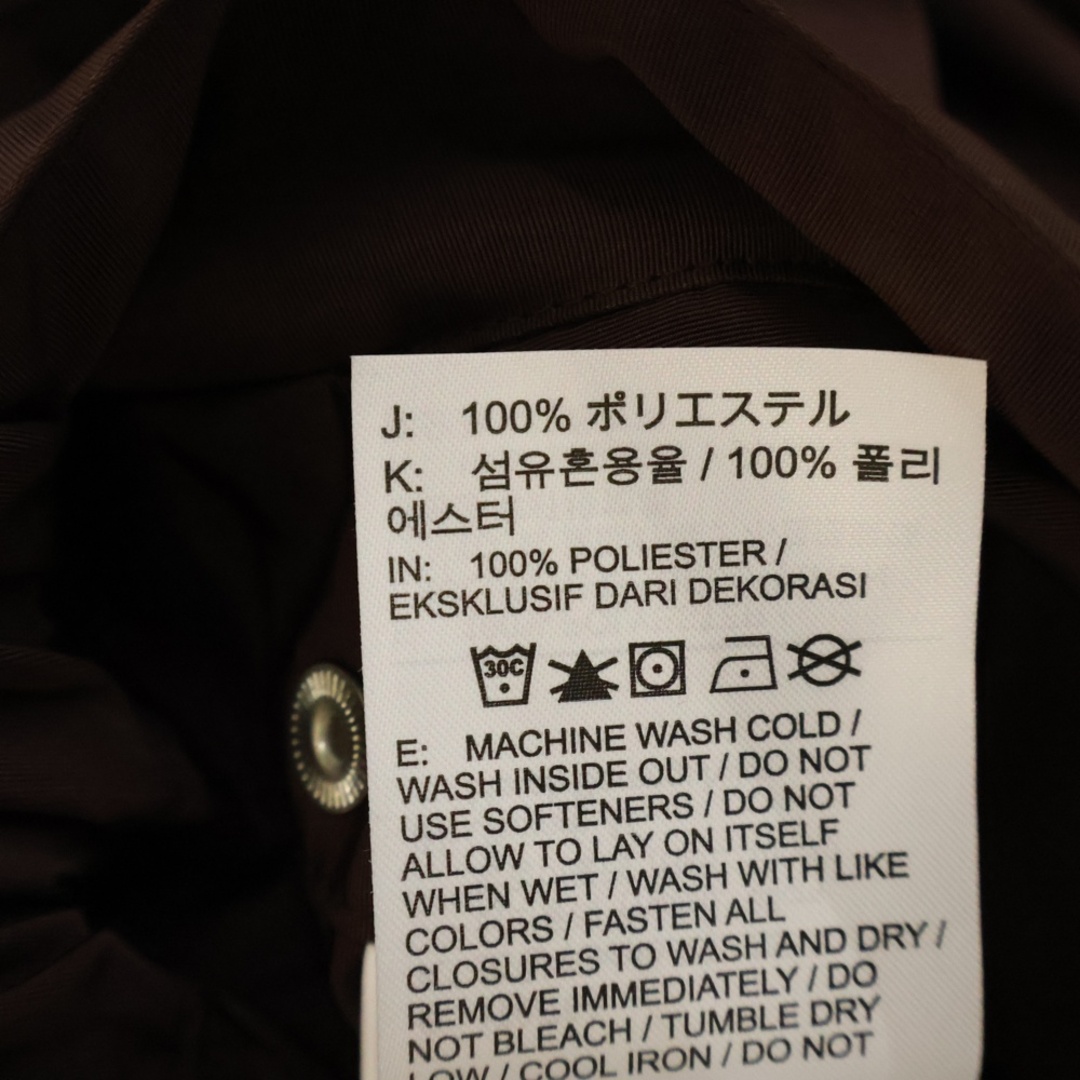 J: 100% ポリエステル
K: 섬유혼용율 / 100% 폴리
에스터
IN: 100% POLIESTER /
EKSKLUSIF DARI DEKORASI
30C
E: MACHINE WASH COLD /
WASH INSIDE OUT / DO NOT
USE SOFTENERS / DO NOT
ALLOW TO LAY ON ITSELF
WHEN WET / WASH WITH LIKE
COLORS / FASTEN ALL
CLOSURES TO WASH AND DRY /
REMOVE IMMEDIATELY / DO
NOT BLEACH / TUMBLE DRY
LOW / COOL IRON / DO NOT